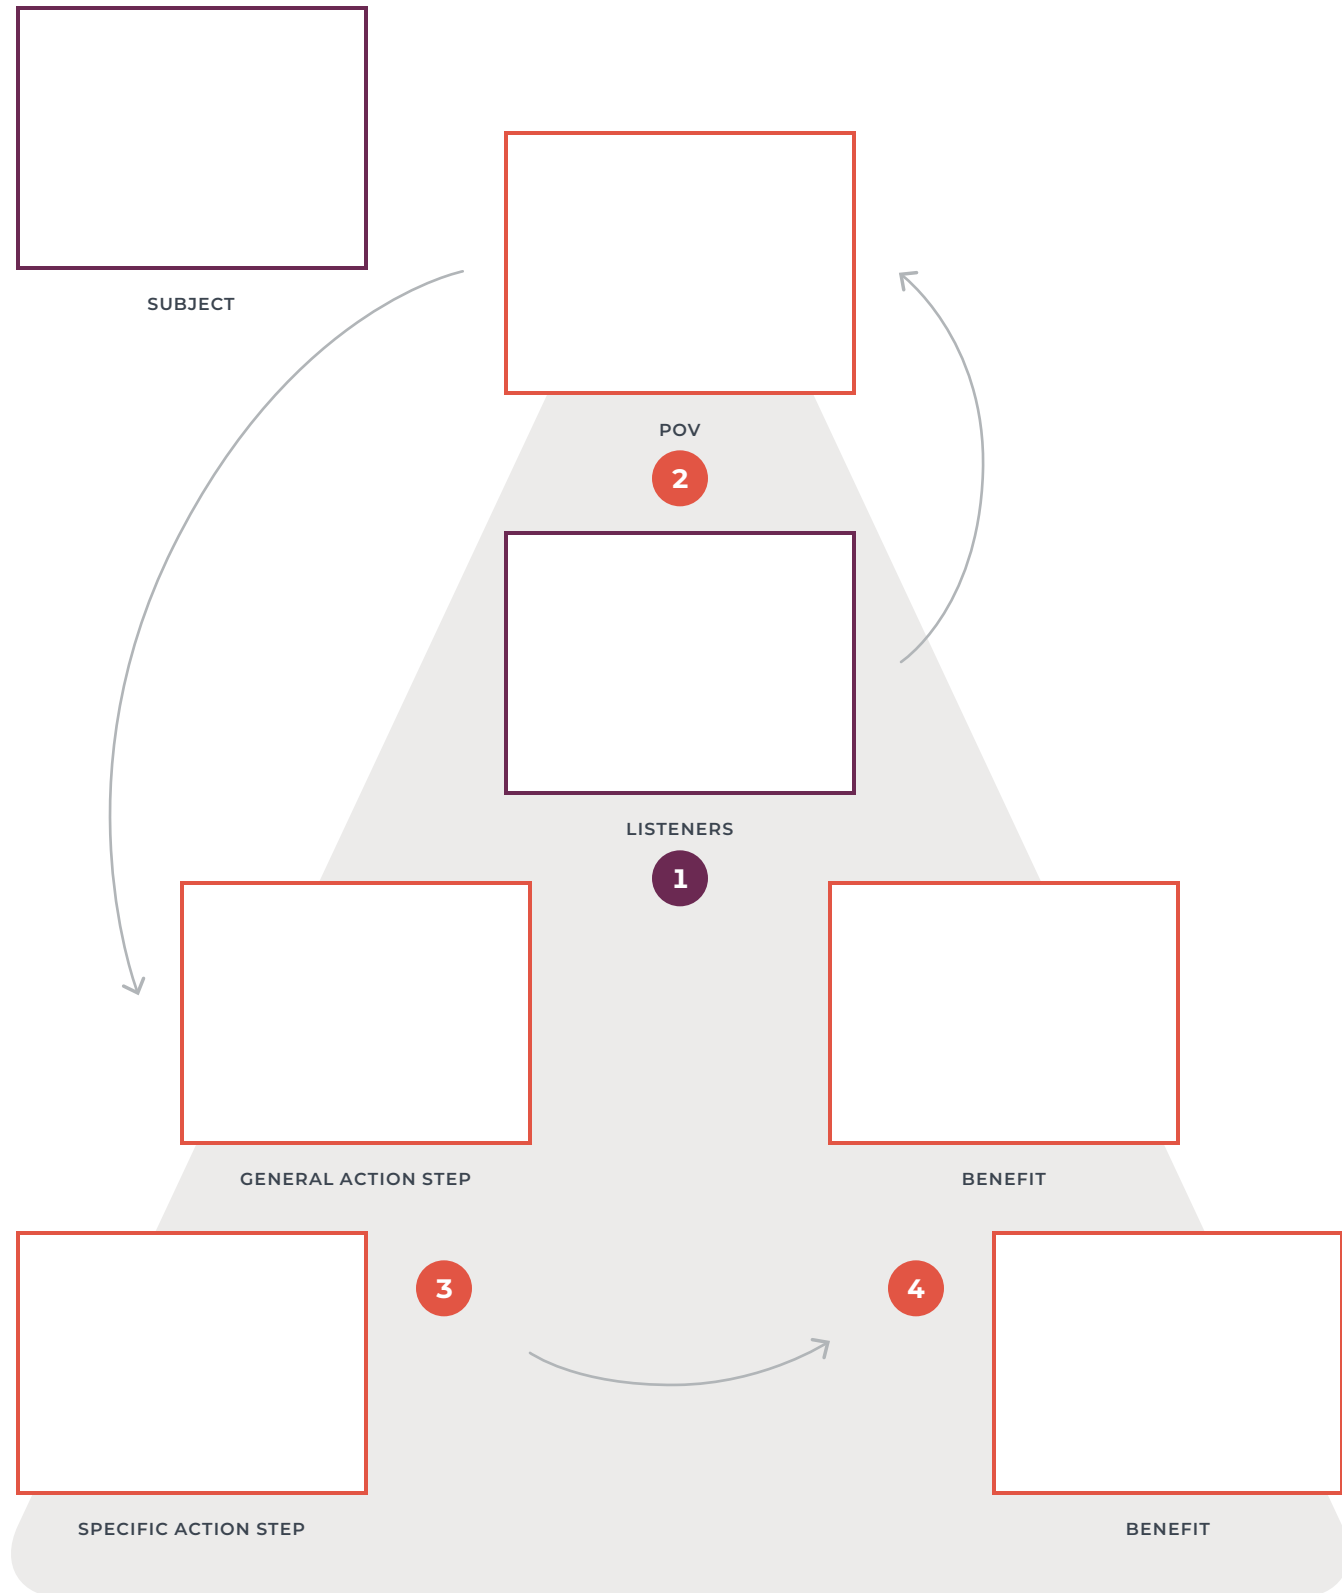 SUBJECT
POV
2
LISTENERS
1
GENERAL ACTION STEP
BENEFIT
3
4
SPECIFIC ACTION STEP
BENEFIT